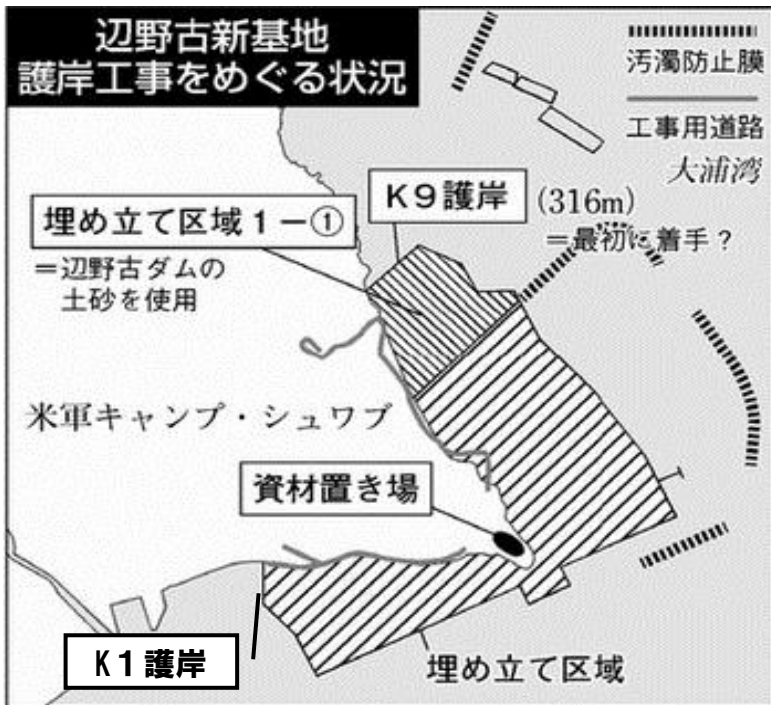 辺野古新基地
護岸工事をめぐる状況
汚濁防止膜
工事用道路
大浦湾
K9護岸
(316m)
=最初に着手?
埋め立て区域1-①
=辺野古ダムの
土砂を使用
米軍キャンプ・シュワブ
資材置き場
K1護岸
埋め立て区域